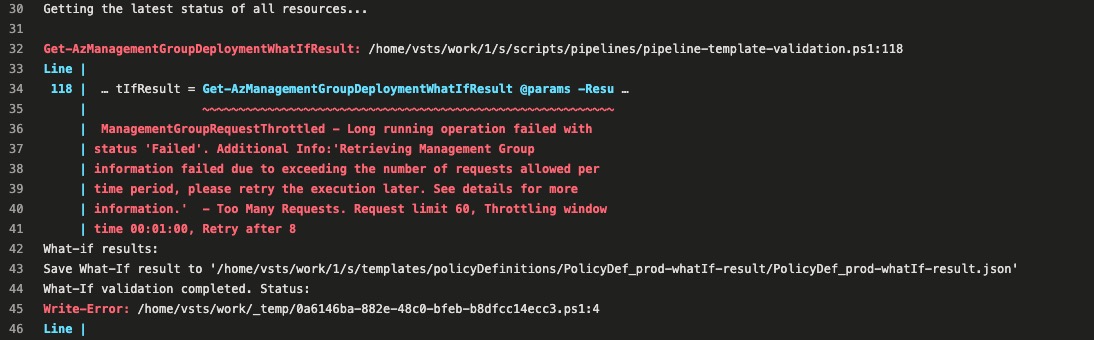 30 Getting the latest status of all resources...
31
32 Get-AzManagementGroupDeploymentWhatIfResult: /home/vsts/work/1/s/scripts/pipelines/pipeline-template-validation.ps1:118
33 Line |
34 118 | … tIfResult = Get-AzManagementGroupDeploymentWhatIfResult @params -Resu …
35 | ~~~~~~~~~~~~~~~~~~~~~~~~~~~~~~~~~~~~~~~~~~~~~~~~~~~~~~~~~
36 | ManagementGroupRequestThrottled - Long running operation failed with
37 | status 'Failed'. Additional Info:'Retrieving Management Group
38 | information failed due to exceeding the number of requests allowed per
39 | time period, please retry the execution later. See details for more
40 | information.' - Too Many Requests. Request limit 60, Throttling window
41 | time 00:01:00, Retry after 8
42 What-if results:
43 Save What-If result to '/home/vsts/work/1/s/templates/policyDefinitions/PolicyDef_prod-whatIf-result/PolicyDef_prod-whatIf-result.json'
44 What-If validation completed. Status:
45 Write-Error: /home/vsts/work/_temp/0a6146ba-882e-48c0-bfeb-b8dfcc14ecc3.ps1:4
46 Line |